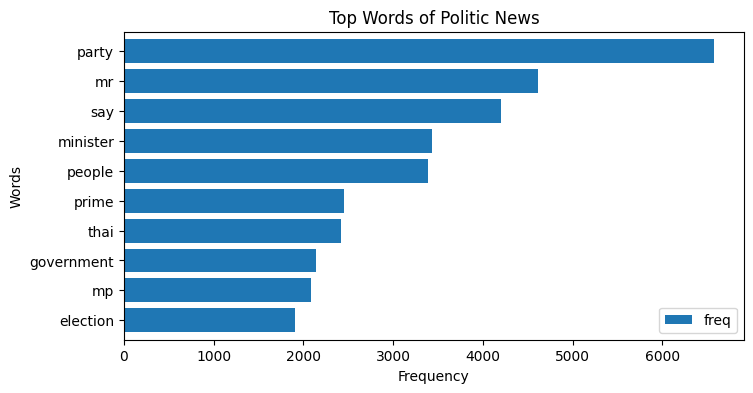 Top Words of Politic News
Words
party
mr
say
minister
people
prime
thai
government
mp
election
freq
0 1000 2000 3000 4000 5000 6000
Frequency